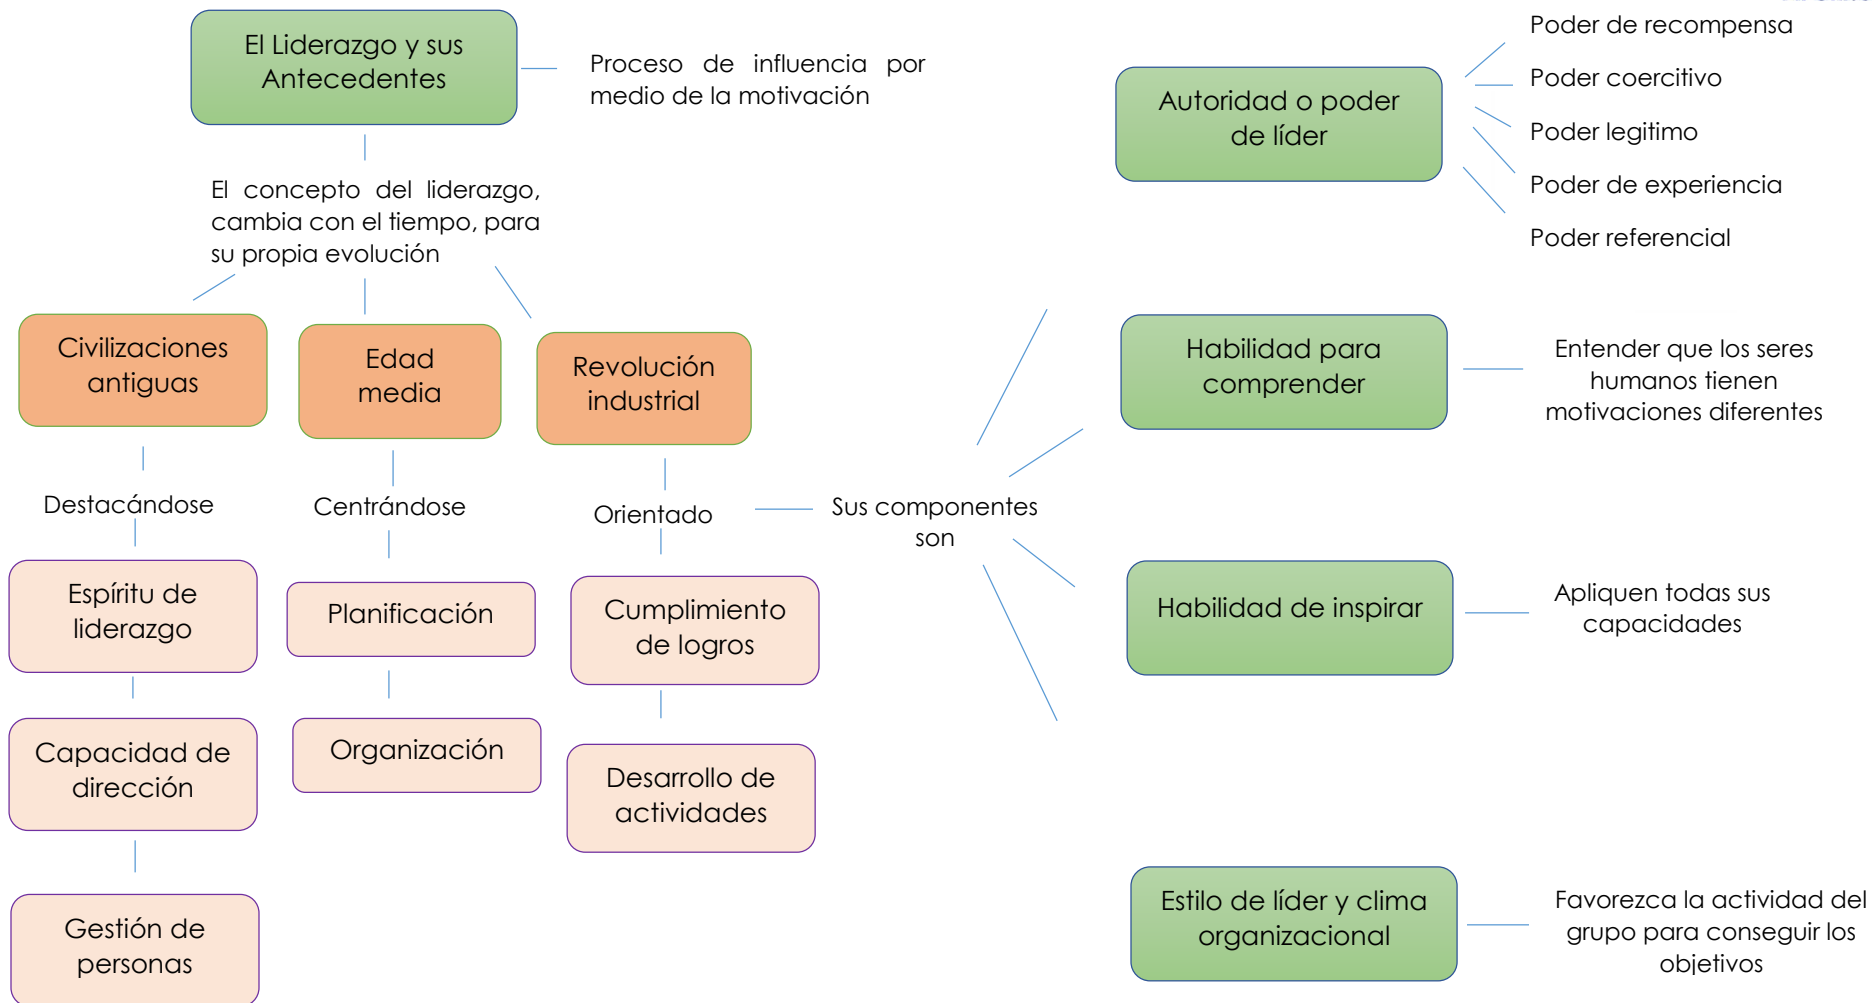 El Liderazgo y sus
Antecedentes
Proceso de influencia por
medio de la motivación
El concepto del liderazgo,
cambia con el tiempo, para
su propia evolución
Civilizaciones
antiguas
Edad
media
Revolución
industrial
Destacándose
Centrándose
Orientado
Espíritu de
liderazgo
Planificación
Cumplimiento
de logros
Capacidad de
dirección
Organización
Desarrollo de
actividades
Gestión de
personas
Sus componentes
son
Autoridad o poder
de líder
Poder de recompensa
Poder coercitivo
Poder legitimo
Poder de experiencia
Poder referencial
Habilidad para
comprender
Entender que los seres
humanos tienen
motivaciones diferentes
Habilidad de inspirar
Apliquen todas sus
capacidades
Estilo de líder y clima
organizacional
Favorezca la actividad del
grupo para conseguir los
objetivos